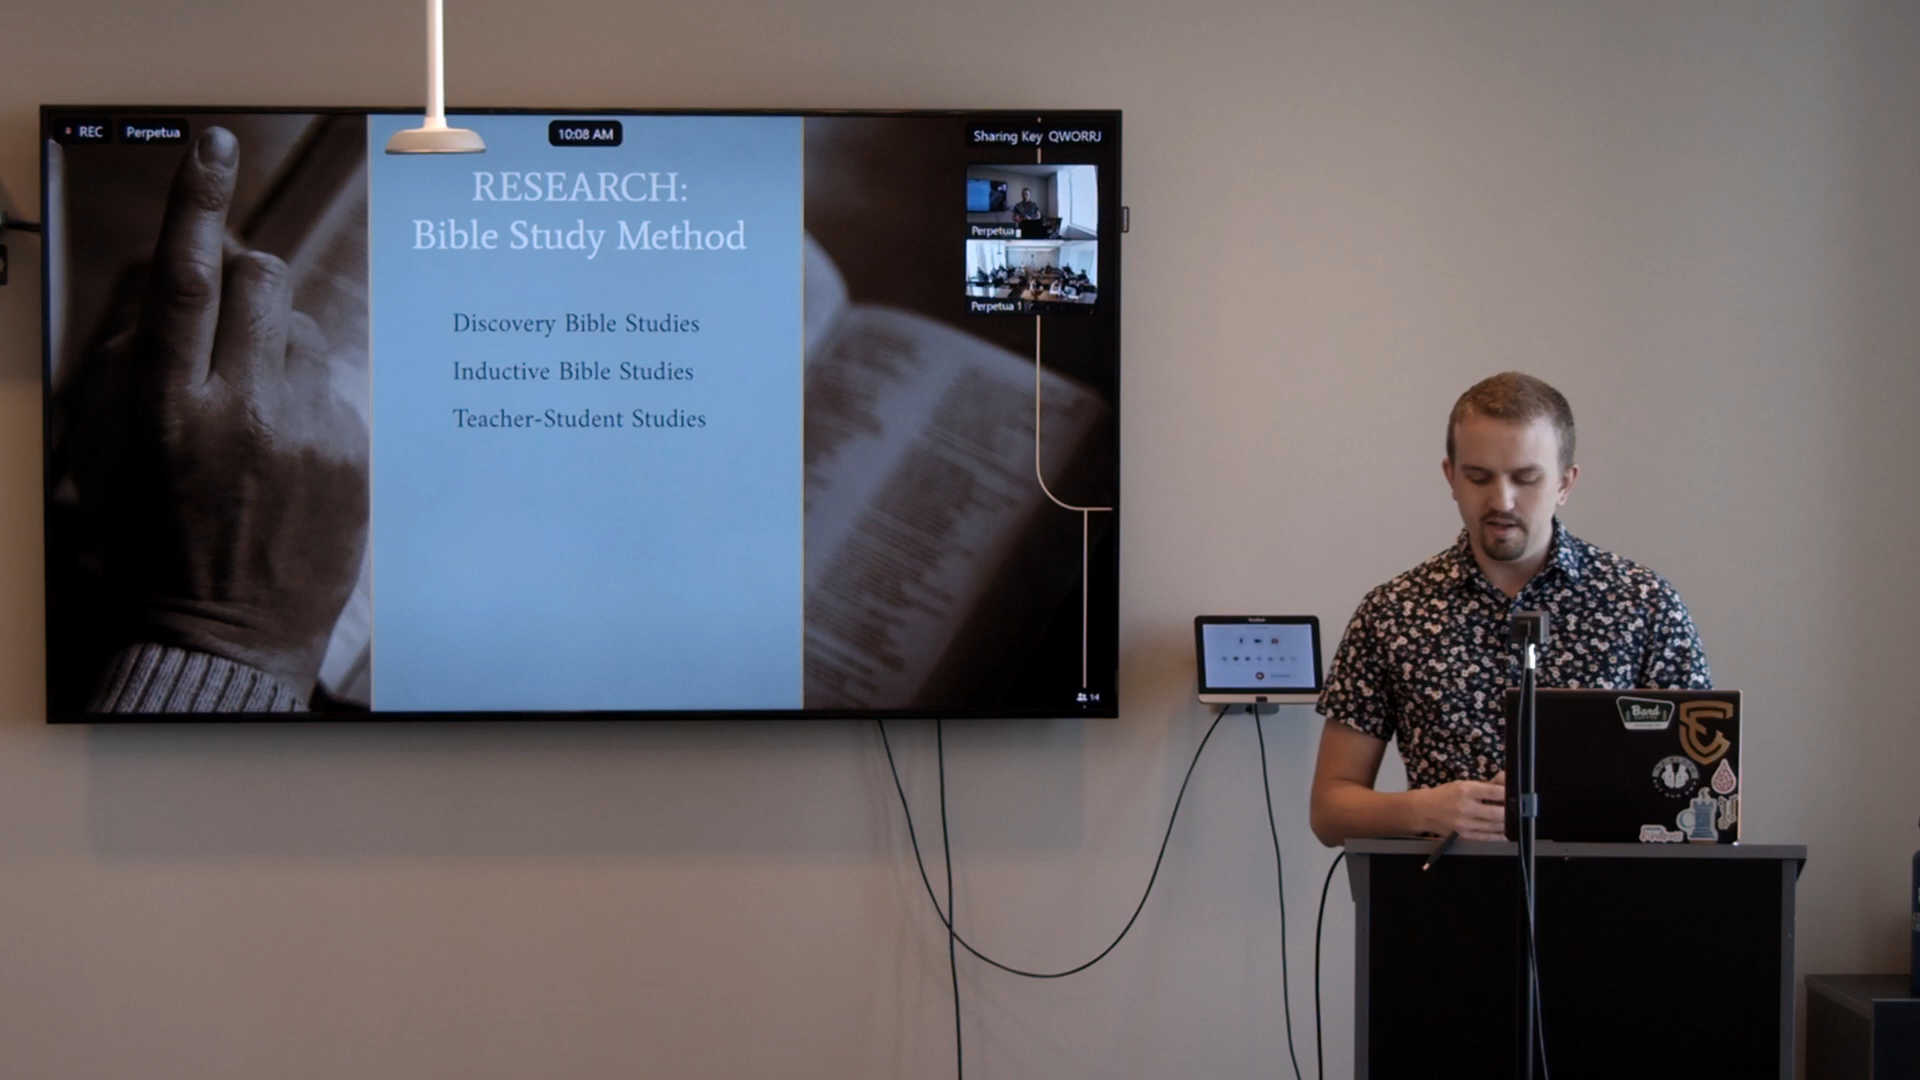 REC Perpetua
10:08 AM
Sharing Key QWORRJ
RESEARCH:
Bible Study Method
Discovery Bible Studies
Inductive Bible Studies
Teacher-Student Studies
Perpetua
Perpetua 1
14
Bard